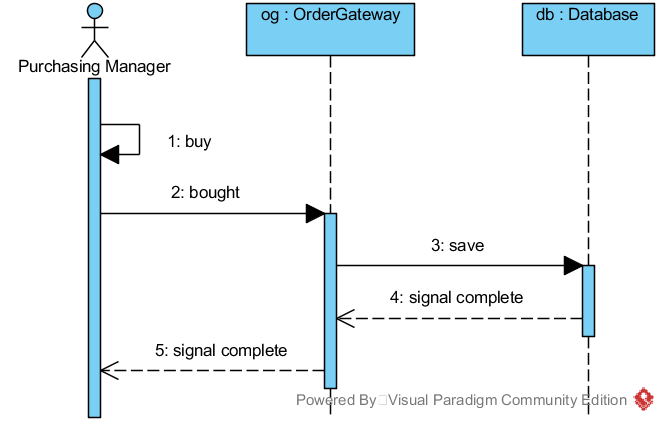 og : OrderGateway
db : Database
Purchasing Manager
1: buy
2: bought
3: save
4: signal complete
5: signal complete
Powered By Visual Paradigm Community Edition